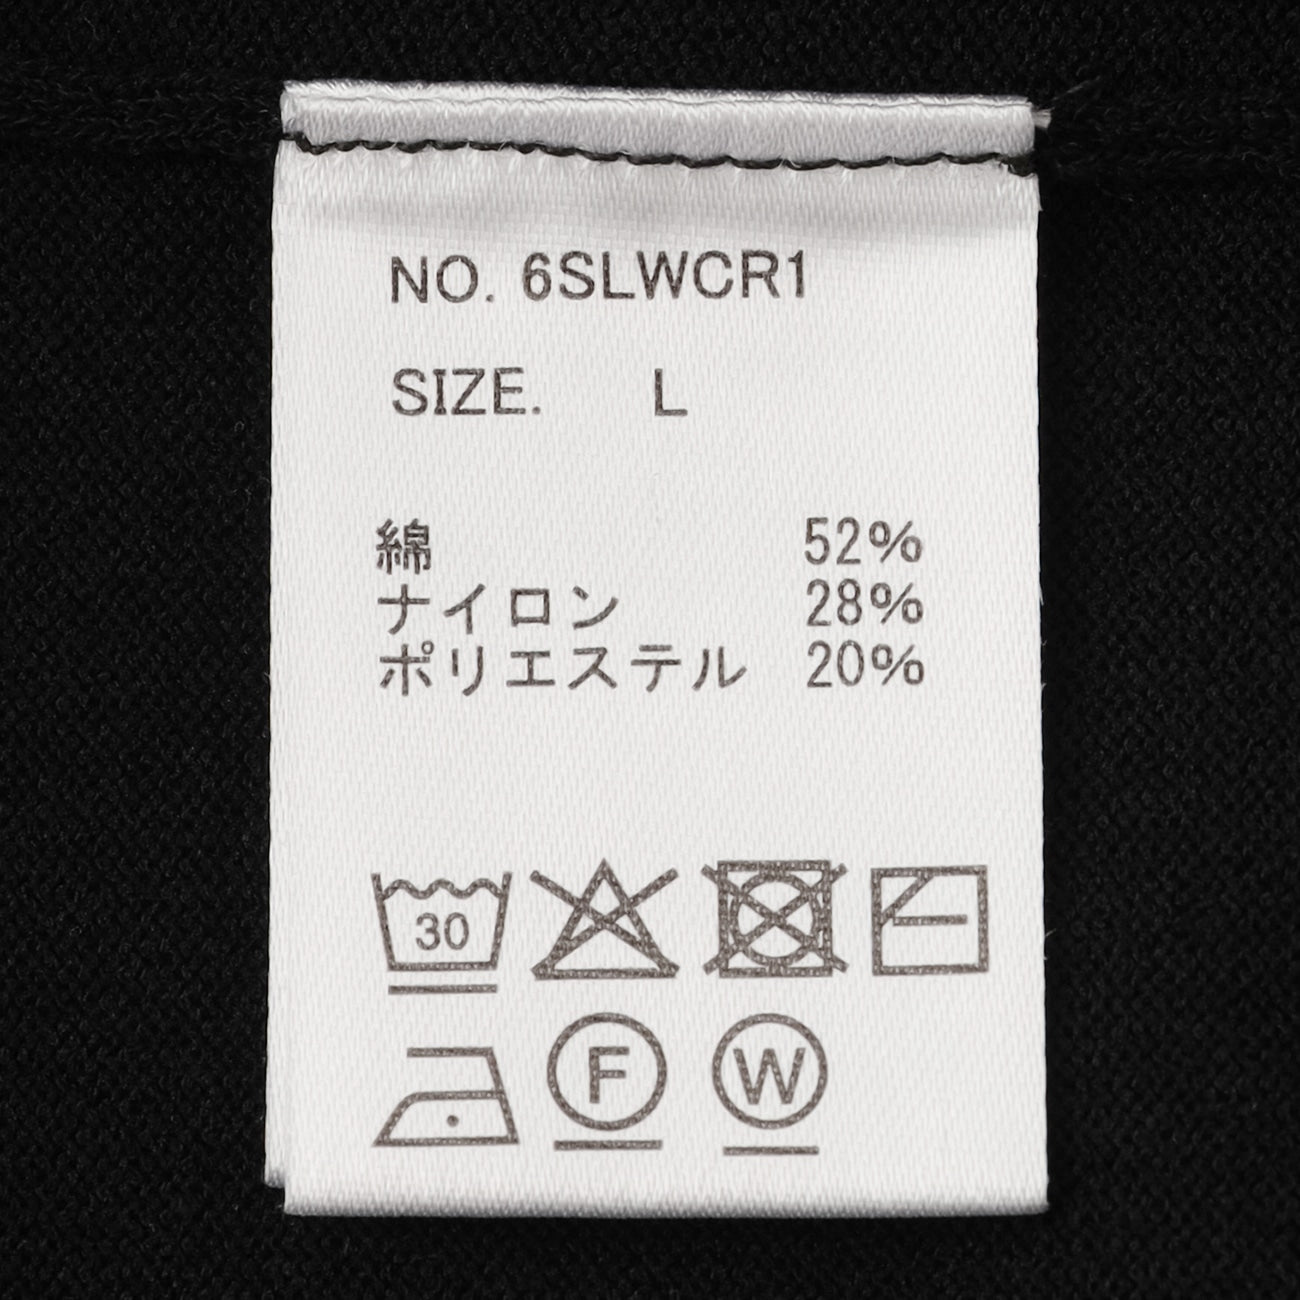 NO. 6SLWCR1
SIZE. L
綿 52%
ナイロン 28%
ポリエステル 20%
30
F W